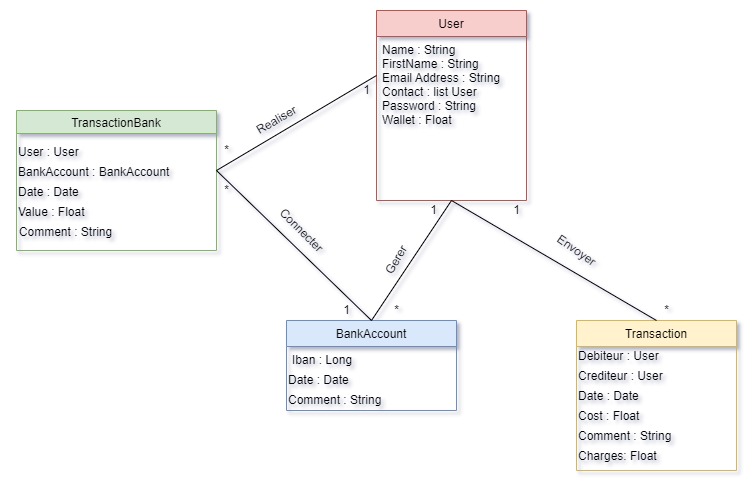 User
Name : String
FirstName : String
Email Address : String
Contact : list User
Password : String
Wallet : Float
1
Realiser
TransactionBank
*
User : User
BankAccount : BankAccount
Date : Date
Value : Float
Comment : String
*
1
1
Connecter
Gerer
Envoyer
1
*
*
BankAccount
Iban : Long
Date : Date
Comment : String
Transaction
Debiteur : User
Crediteur : User
Date : Date
Cost : Float
Comment : String
Charges: Float